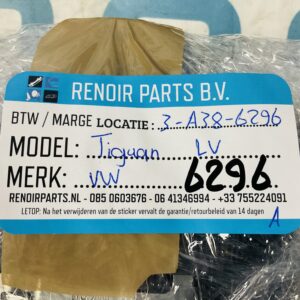 RENOIR PARTS B.V.
BTW / MARGE LOCATIE : 3-A38-6296
MODEL: Tiguan LV
MERK: VW 6296
RENOIRPARTS.NL - 085 0603676 - 06 41346994 - +33 755224091
LETOP: Na het verwijderen van de sticker vervalt de garantie/retourbeleid van 14 dagen
A